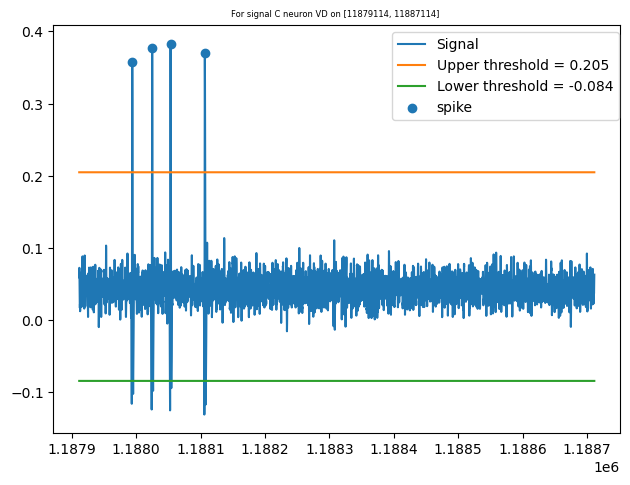 For signal C neuron VD on [11879114, 11887114]
0.4
0.3
0.2
0.1
0.0
−0.1
Signal
Upper threshold = 0.205
Lower threshold = -0.084
spike
1.1879 1.1880 1.1881 1.1882 1.1883 1.1884 1.1885 1.1886 1.1887
1e6